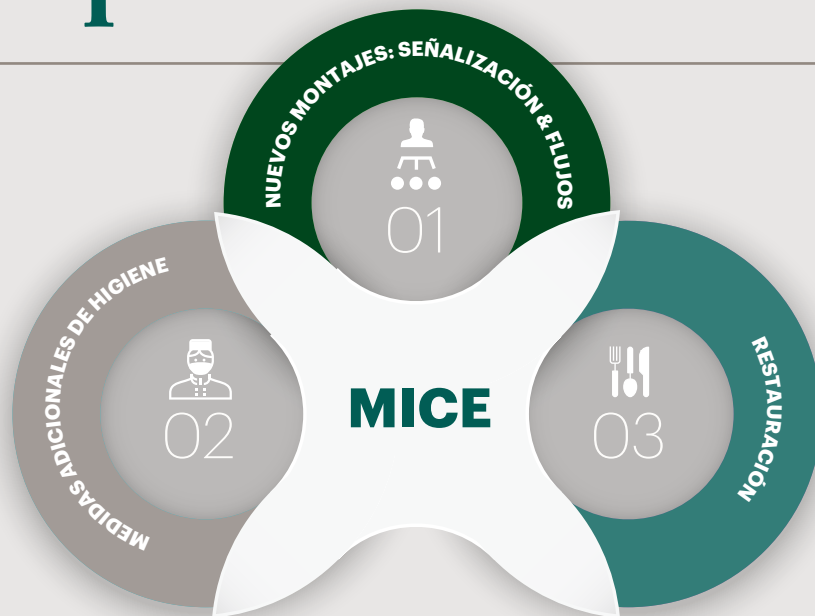 NUEVOS MONTAJES: SEÑALIZACIÓN & FLUJOS
01
MEDIDAS ADICIONALES DE HIGIENE
02
MICE
03
RESTAURACIÓN